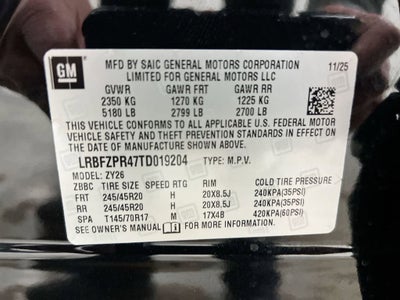 GM
MFD BY SAIC GENERAL MOTORS CORPORATION 11/25
LIMITED FOR GENERAL MOTORS LLC
GVWR GAWR FRT GAWR RR
2350 KG 1270 KG 1225 KG
5180 LB 2799 LB 2700 LB
THIS VEHICLE CONFORMS TO ALL APPLICABLE U.S. FEDERAL MOTOR
VEHICLE SAFETY, BUMPER, AND THEFT PREVENTION STANDARDS IN EFFECT ON
THE DATE OF MANUFACTURE SHOWN ABOVE.
LRBFZPR47TD019204 TYPE: M.P.V.
MODEL: ZY26
ZBBC TIRE SIZE SPEED RTG RIM COLD TIRE PRESSURE
FRT 245/45R20 H 20X8.5J 240KPA(35PSI)
RR 245/45R20 H 20X8.5J 240KPA(35PSI)
SPA T145/70R17 M 17X4B 420KPA(60PSI)
SEE OWNER'S MANUAL FOR MORE INFORMATION.